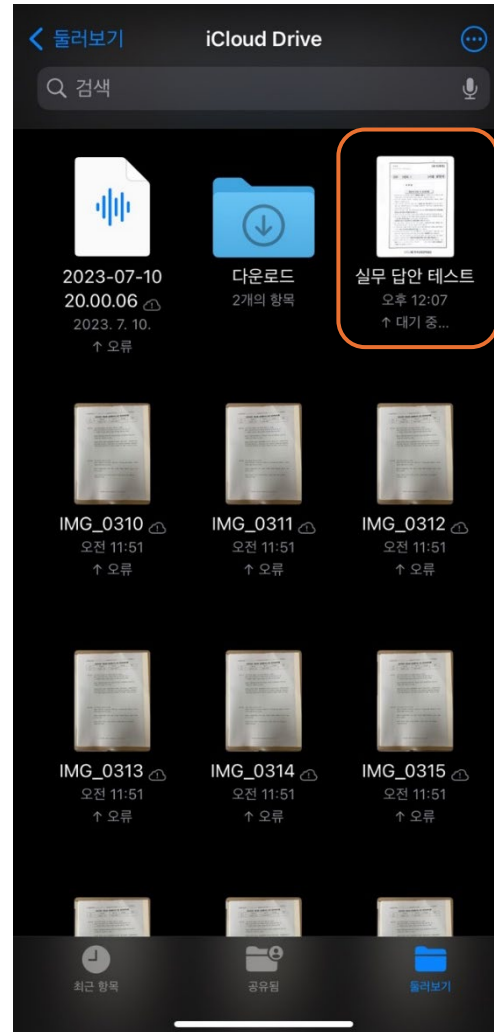 둘러보기
iCloud Drive
검색
2023-07-10
20.00.06
2023. 7. 10.
↑ 오류
다운로드
2개의 항목
실무 답안 테스트
오후 12:07
↑ 대기 중...
IMG_0310
오전 11:51
↑ 오류
IMG_0311
오전 11:51
↑ 오류
IMG_0312
오전 11:51
↑ 오류
IMG_0313
오전 11:51
↑ 오류
IMG_0314
오전 11:51
↑ 오류
IMG_0315
오전 11:51
↑ 오류
최근 항목
공유됨
둘러보기